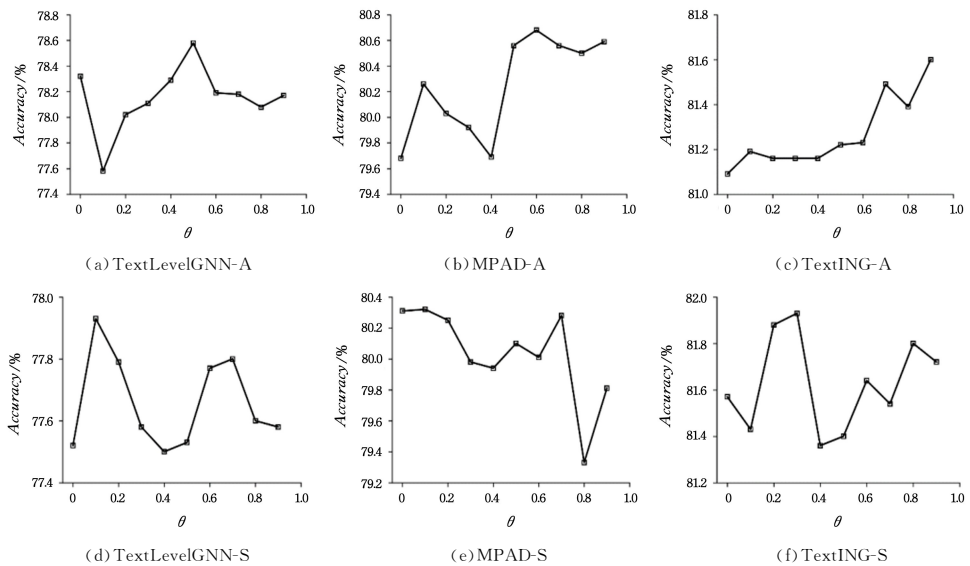 78.8
78.6
78.4
78.2
78.0
77.8
77.6
77.4
Accuracy/%
0 0.2 0.4 0.6 0.8 1.0
θ
(a) TextLevelGNN-A
80.8
80.6
80.4
80.2
80.0
79.8
79.6
79.4
Accuracy/%
0 0.2 0.4 0.6 0.8 1.0
θ
(b) MPAD-A
81.8
81.6
81.4
81.2
81.0
Accuracy/%
0 0.2 0.4 0.6 0.8 1.0
θ
(c) TextING-A
78.0
77.8
77.6
77.4
Accuracy/%
0 0.2 0.4 0.6 0.8 1.0
θ
(d) TextLevelGNN-S
80.4
80.2
80.0
79.8
79.6
79.4
79.2
Accuracy/%
0 0.2 0.4 0.6 0.8 1.0
θ
(e) MPAD-S
82.0
81.8
81.6
81.4
81.2
Accuracy/%
0 0.2 0.4 0.6 0.8 1.0
θ
(f) TextING-S